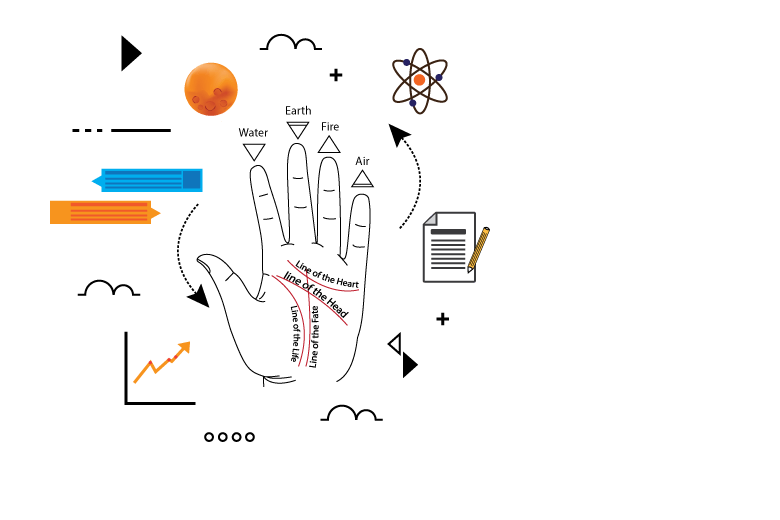 Earth
Fire
Water
Air
Line of the Heart
line of the Head
Line of the Life
Line of the Fate